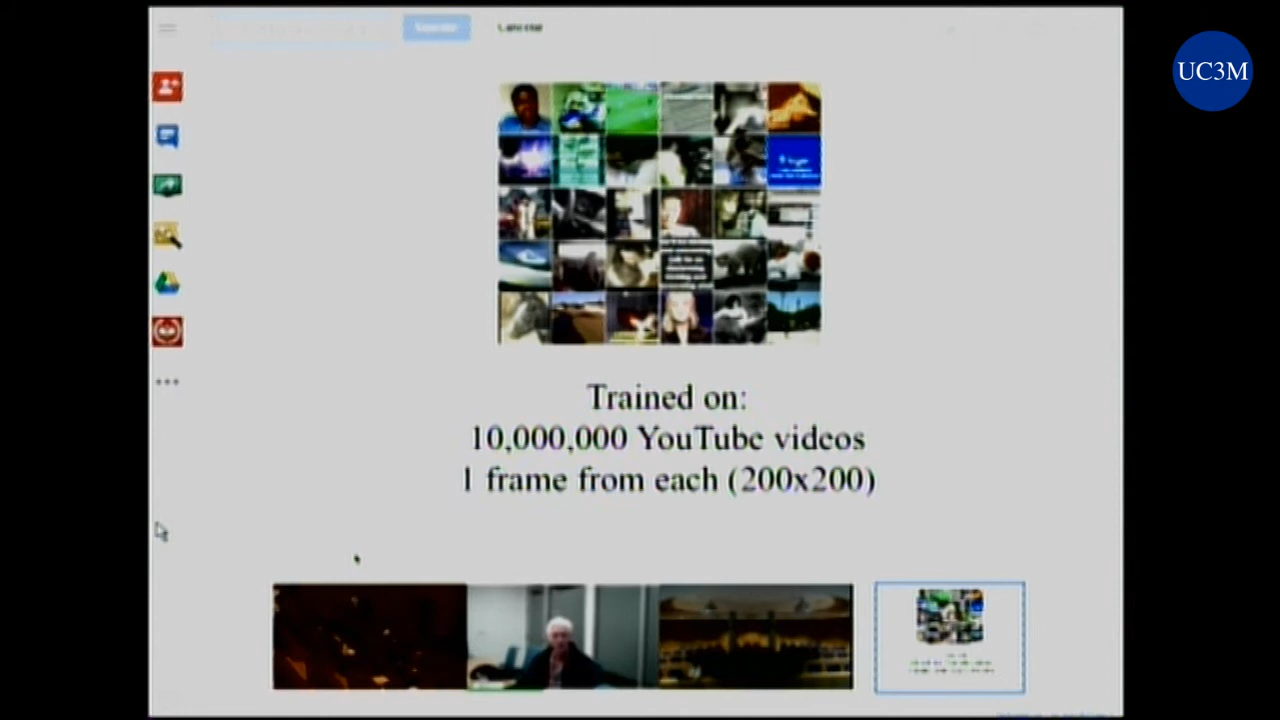 UC3M
Trained on:
10,000,000 YouTube videos
1 frame from each (200x200)